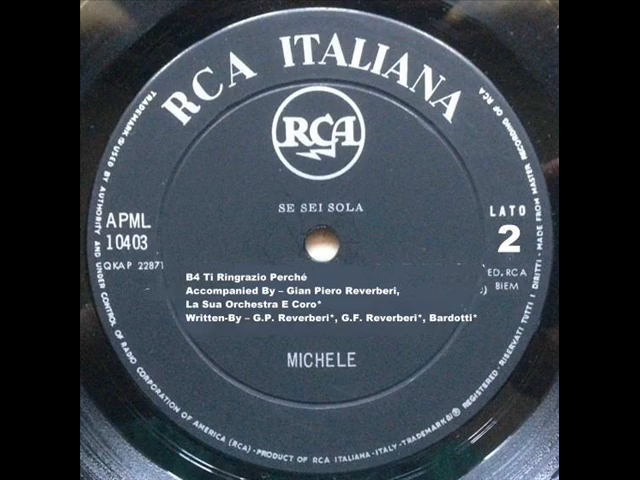 RCA ITALIANA
RCA
SE SEI SOLA
APML
10403
QKAP 22871
LATO
2
ED. RCA
BIEM
B4 Ti Ringrazio Perché
Accompanied By – Gian Piero Reverberi,
La Sua Orchestra E Coro*
Written-By – G.P. Reverberi*, G.F. Reverberi*, Bardotti*
MICHELE
TRADEMARK USED BY AUTHORITY AND UNDER CONTROL OF RADIO CORPORATION OF AMERICA (RCA) - PRODUCT OF RCA ITALIANA - ITALY - TRADEMARK(S) ® REGISTERED - RISERVATI TUTTI I DIRITTI - MADE FROM MASTER RECORDING OF RCA